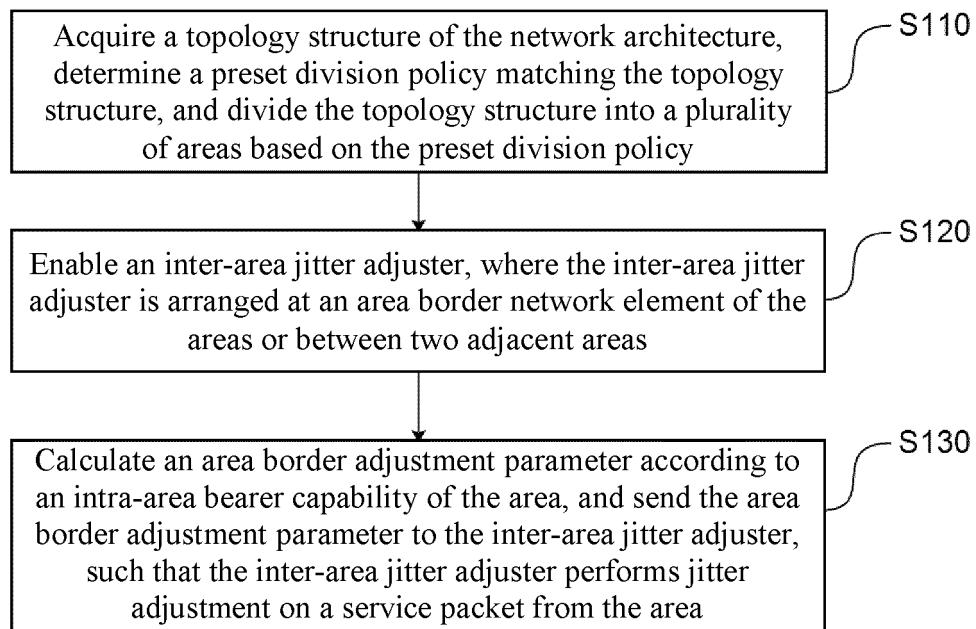 Acquire a topology structure of the network architecture,
determine a preset division policy matching the topology
structure, and divide the topology structure into a plurality
of areas based on the preset division policy
S110
Enable an inter-area jitter adjuster, where the inter-area jitter
adjuster is arranged at an area border network element of the
areas or between two adjacent areas
S120
Calculate an area border adjustment parameter according to
an intra-area bearer capability of the area, and send the area
border adjustment parameter to the inter-area jitter adjuster,
such that the inter-area jitter adjuster performs jitter
adjustment on a service packet from the area
S130